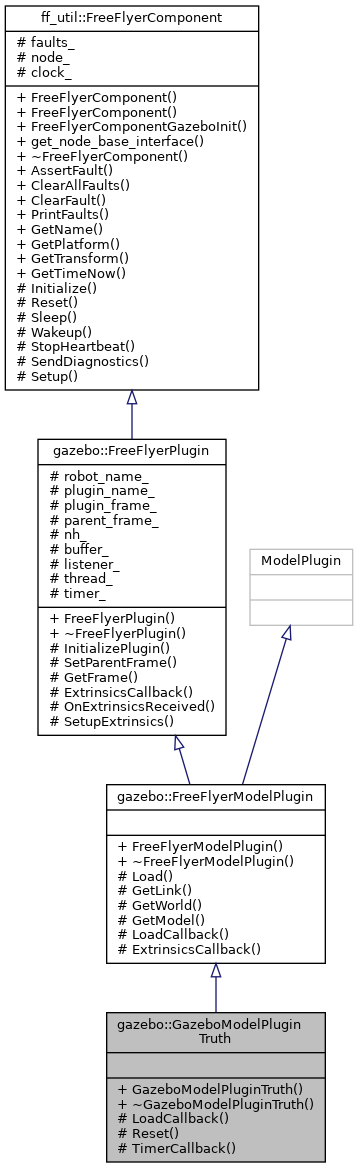 ff_util::FreeFlyerComponent
# faults_
# node_
# clock_
+ FreeFlyerComponent()
+ FreeFlyerComponent()
+ FreeFlyerComponentGazeboInit()
+ get_node_base_interface()
+ ~FreeFlyerComponent()
+ AssertFault()
+ ClearAllFaults()
+ ClearFault()
+ PrintFaults()
+ GetName()
+ GetPlatform()
+ GetTransform()
+ GetTimeNow()
# Initialize()
# Reset()
# Sleep()
# Wakeup()
# StopHeartbeat()
# SendDiagnostics()
# Setup()
gazebo::FreeFlyerPlugin
# robot_name_
# plugin_name_
# plugin_frame_
# parent_frame_
# nh_
# buffer_
# listener_
# thread_
# timer_
+ FreeFlyerPlugin()
+ ~FreeFlyerPlugin()
# InitializePlugin()
# SetParentFrame()
# GetFrame()
# ExtrinsicsCallback()
# OnExtrinsicsReceived()
# SetupExtrinsics()
ModelPlugin
gazebo::FreeFlyerModelPlugin
+ FreeFlyerModelPlugin()
+ ~FreeFlyerModelPlugin()
# Load()
# GetLink()
# GetWorld()
# GetModel()
# LoadCallback()
# ExtrinsicsCallback()
gazebo::GazeboModelPlugin
Truth
+ GazeboModelPluginTruth()
+ ~GazeboModelPluginTruth()
# LoadCallback()
# Reset()
# TimerCallback()